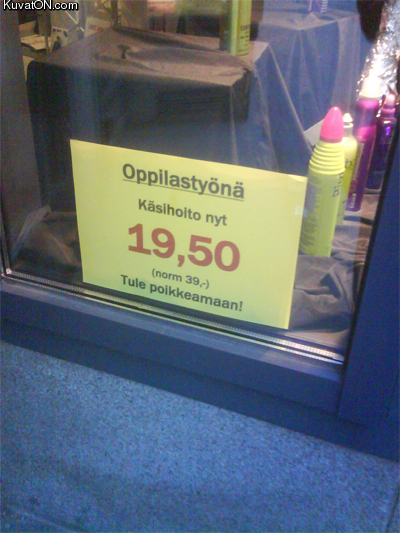 KuvatON.com
Oppilastyönä
Käsihoito nyt
19,50
(norm 39,-)
Tule poikkeamaan!